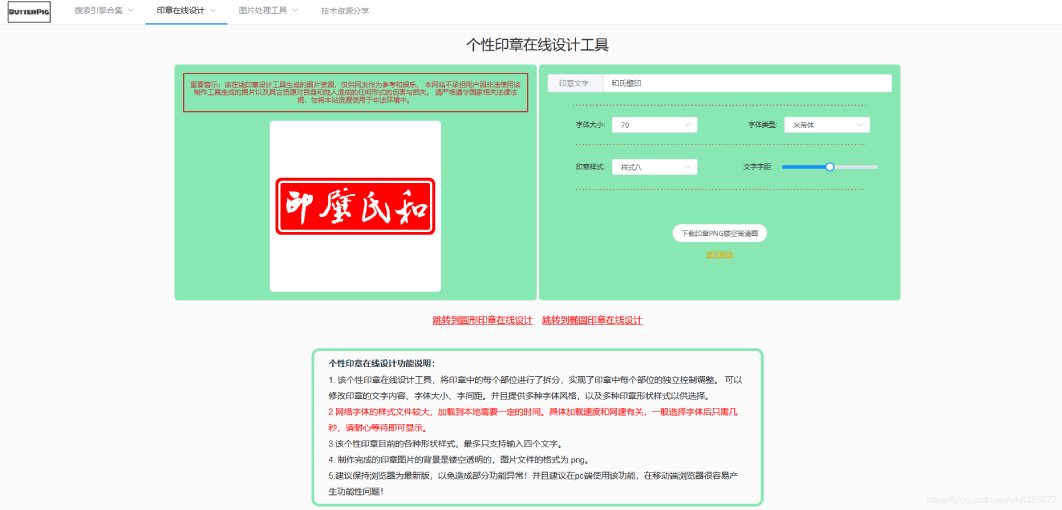 BUTTERPIG 搜索引擎合集 印章在线设计 图片处理工具 技术资源分享
个性印章在线设计工具
重要警示:该在线印章设计工具生成的图片资源,仅供网友作为参考和娱乐, 本网站不承担用户因非法使用该
制作工具生成的图片以及其它资源对自身和他人造成的任何形式的伤害与损失。 请严格遵守国家相关法律法
规,勿将本站资源使用于非法环境中。
印章文字: 和氏璧印
字体大小: 70 字体类型: 米芾体
印章样式: 样式八 文字字距:
印璧氏和
下载印章PNG镂空高清图
使用帮助
跳转到圆形印章在线设计 跳转到椭圆印章在线设计
个性印章在线设计功能说明:
1. 该个性印章在线设计工具,将印章中的每个部位进行了拆分,实现了印章中每个部位的独立控制调整。 可以
修改印章的文字内容、字体大小、字间距。并且提供多种字体风格,以及多种印章形状样式以供选择。
2.网络字体的样式文件较大,加载到本地需要一定的时间。具体加载速度和网速有关,一般选择字体后只需几
秒,请耐心等待即可显示。
3.该个性印章目前的各种形状样式,最多只支持输入四个文字。
4. 制作完成的印章图片的背景是镂空透明的,图片文件的格式为.png。
5.建议保持浏览器为最新版,以免造成部分功能异常!并且建议在pc端使用该功能,在移动端浏览器很容易产
生功能性问题!